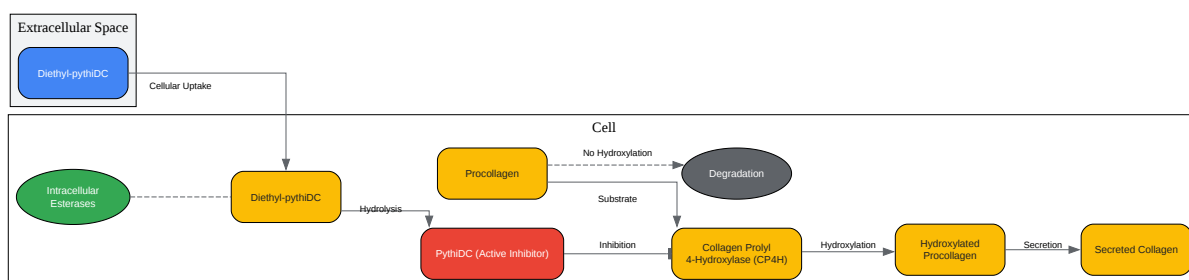 Extracellular Space
Diethyl-pythiDC
Cellular Uptake
Cell
Intracellular
Esterases
Diethyl-pythiDC
Hydrolysis
Procollagen
No Hydroxylation
Degradation
Substrate
PythiDC (Active Inhibitor)
Inhibition
Collagen Prolyl
4-Hydroxylase (CP4H)
Hydroxylation
Hydroxylated
Procollagen
Secretion
Secreted Collagen